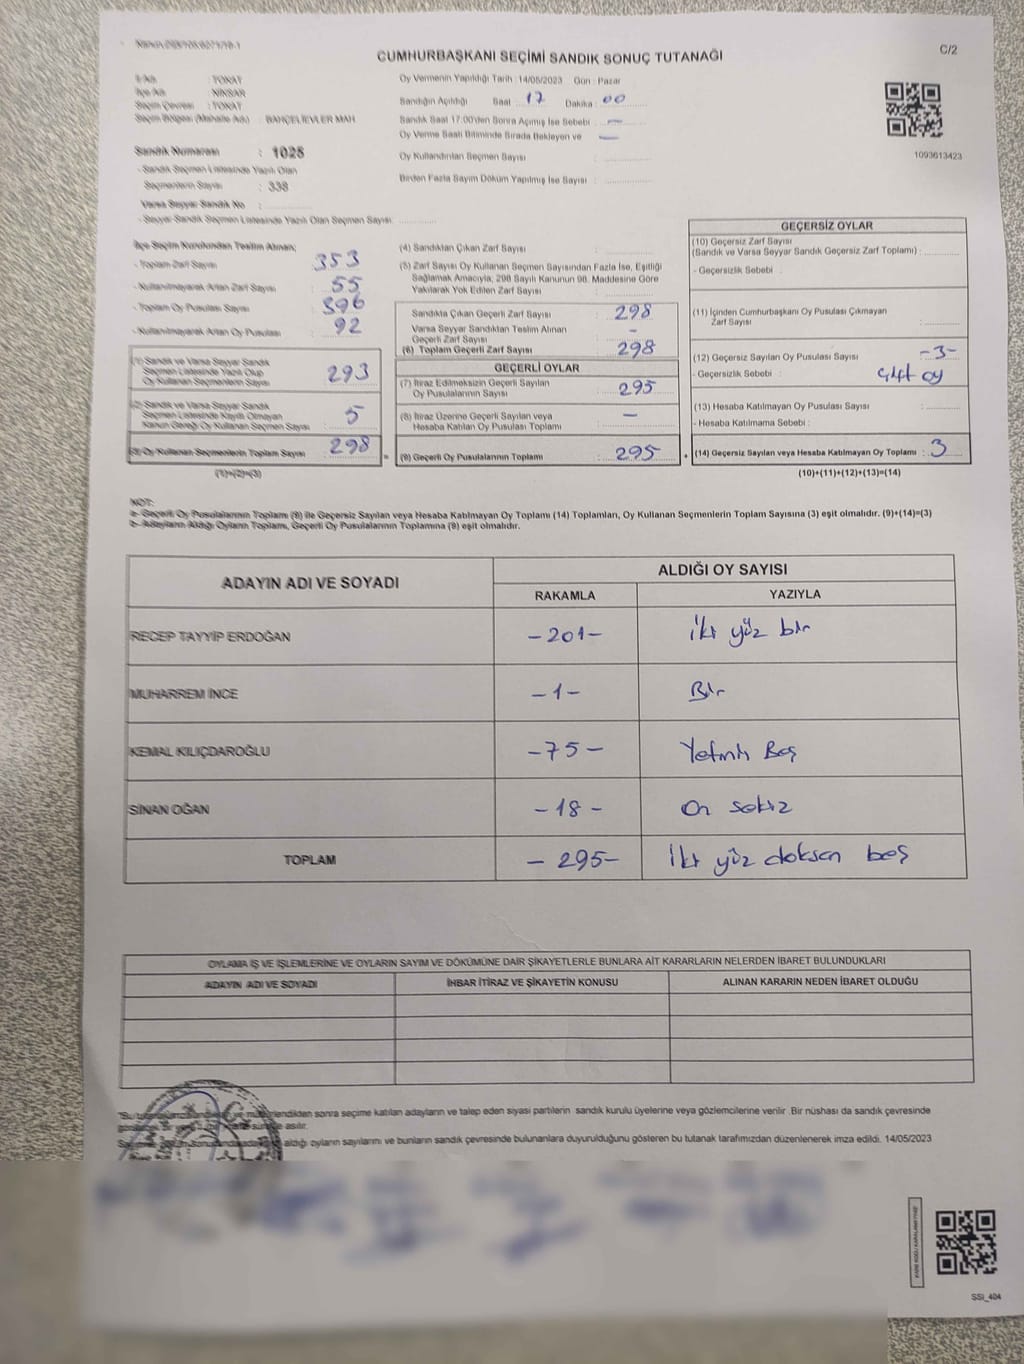 CUMHURBAŞKANI SEÇİMİ SANDIK SONUÇ TUTANAĞI
C/2
İli Adı : TOKAT
İlçe Adı : NİKSAR
Seçim Çevresi : TOKAT
Seçim Bölgesi (Mahalle Adı) : BAHÇELİEVLER MAH
Oy Vermenin Yapıldığı Tarih : 14/05/2023 Gün : Pazar
Sandığın Açıldığı Saat : 17 Dakika : 00
Sandık Saat 17:00'den Sonra Açımış İse Sebebi : —
Oy Verme Saati Bitiminde Sırada Bekleyen ve —
Oy Kullandırılan Seçmen Sayısı :
Birden Fazla Sayım Döküm Yapılmış İse Sayısı :
1093613423
Sandık Numarası : 1025
- Sandık Seçmen Listesinde Yazılı Olan
Seçmenlerin Sayısı : 338
Varsa Seyyar Sandık No :
- Seyyar Sandık Seçmen Listesinde Yazılı Olan Seçmen Sayısı :
İlçe Seçim Kurulundan Teslim Alınan;
- Toplam Zarf Sayısı : 353
- Kullanılmayarak Artan Zarf Sayısı : 55
- Toplam Oy Pusulası Sayısı : 396
- Kullanılmayarak Artan Oy Pusulası : 92
(1) Sandık ve Varsa Seyyar Sandık
Seçmen Listesinde Yazılı Olup
Oy Kullanan Seçmenlerin Sayısı : 293
(2) Sandık ve Varsa Seyyar Sandık
Seçmen Listesinde Kayıtlı Olmayan
Kanun Gereği Oy Kullanan Seçmen Sayısı : 5
(3) Oy Kullanan Seçmenlerin Toplam Sayısı : 298
(1)+(2)=(3)
(4) Sandıktan Çıkan Zarf Sayısı :
(5) Zarf Sayısı Oy Kullanan Seçmen Sayısından Fazla İse, Eşitliği
Sağlamak Amacıyla; 298 Sayılı Kanunun 98. Maddesine Göre
Yakılarak Yok Edilen Zarf Sayısı :
Sandıkta Çıkan Geçerli Zarf Sayısı : 298
Varsa Seyyar Sandıktan Teslim Alınan
Geçerli Zarf Sayısı : -
(6) Toplam Geçerli Zarf Sayısı : 298
GEÇERLİ OYLAR
(7) İtiraz Edilmeksizin Geçerli Sayılan
Oy Pusulalarının Sayısı : 295
(8) İtiraz Üzerine Geçerli Sayılan veya
Hesaba Katılan Oy Pusulası Toplamı : —
(9) Geçerli Oy Pusulalarının Toplamı : 295
GEÇERSİZ OYLAR
(10) Geçersiz Zarf Sayısı
(Sandık ve Varsa Seyyar Sandık Geçersiz Zarf Toplamı) :
- Geçersizlik Sebebi :
(11) İçinden Cumhurbaşkanı Oy Pusulası Çıkmayan
Zarf Sayısı :
(12) Geçersiz Sayılan Oy Pusulası Sayısı : -3-
- Geçersizlik Sebebi : Çift oy
(13) Hesaba Katılmayan Oy Pusulası Sayısı :
- Hesaba Katılmama Sebebi :
(14) Geçersiz Sayılan veya Hesaba Katılmayan Oy Toplamı : 3
(10)+(11)+(12)+(13)=(14)
NOT:
a- Geçerli Oy Pusulalarının Toplamı (9) ile Geçersiz Sayılan veya Hesaba Katılmayan Oy Toplamı (14) Toplamları, Oy Kullanan Seçmenlerin Toplam Sayısına (3) eşit olmalıdır. (9)+(14)=(3)
b- Adayların Aldığı Oyların Toplamı, Geçerli Oy Pusulalarının Toplamına (9) eşit olmalıdır.
ADAYIN ADI VE SOYADI
ALDIĞI OY SAYISI
RAKAMLA YAZIYLA
RECEP TAYYİP ERDOĞAN -201- İki yüz bir
MUHARREM İNCE -1- Bir
KEMAL KILIÇDAROĞLU -75- Yetmiş Beş
SİNAN OĞAN -18- On sekiz
TOPLAM -295- İki yüz doksan beş
OYLAMA İŞ VE İŞLEMLERİNE VE OYLARIN SAYIM VE DÖKÜMÜNE DAİR ŞİKAYETLERLE BUNLARA AİT KARARLARIN NELERDEN İBARET BULUNDUKLARI
ADAYIN ADI VE SOYADI İHBAR İTİRAZ VE ŞİKAYETİN KONUSU ALINAN KARARIN NEDEN İBARET OLDUĞU
sonra seçime katılan adayların ve talep eden siyasi partilerin sandık kurulu üyelerine veya gözlemcilerine verilir .Bir nüshası da sandık çevresinde
asılır.
aldığı oyların sayılarını ve bunların sandık çevresinde bulunanlara duyurulduğunu gösteren bu tutanak tarafımızdan düzenlenerek imza edildi. 14/05/2023
SSİ_404